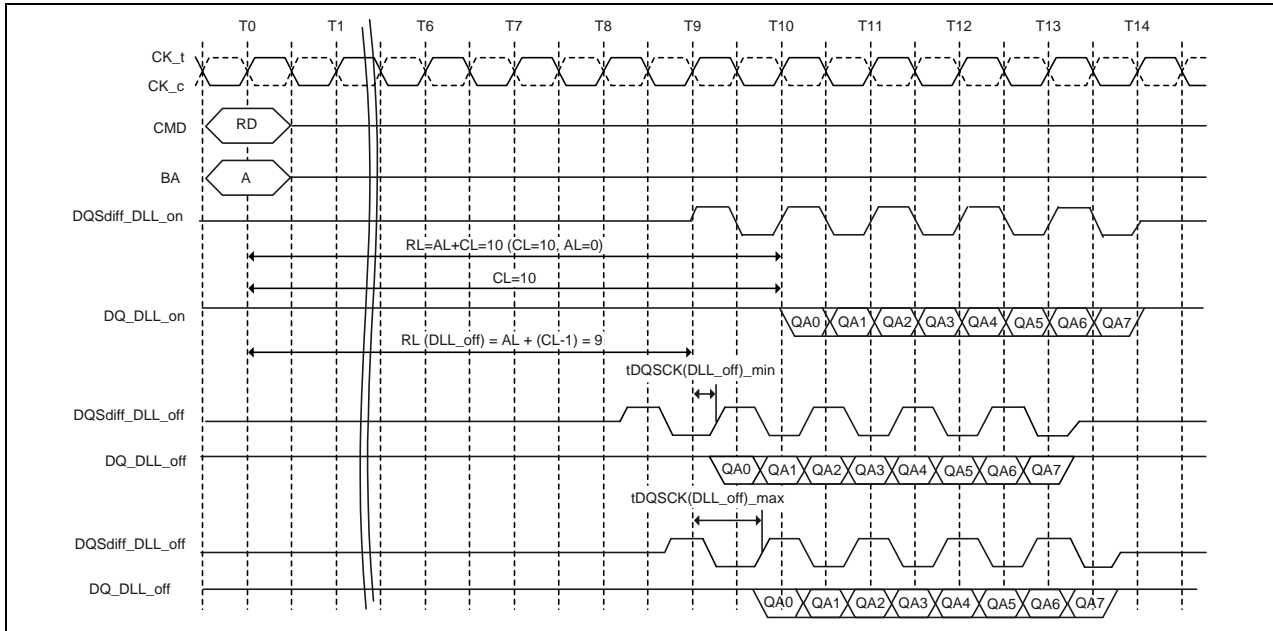 T0 T1 T6 T7 T8 T9 T10 T11 T12 T13 T14
CK_t
CK_c
CMD RD
BA A
DQSdiff_DLL_on
RL=AL+CL=10 (CL=10, AL=0)
CL=10
DQ_DLL_on QA0 QA1 QA2 QA3 QA4 QA5 QA6 QA7
RL (DLL_off) = AL + (CL-1) = 9
tDQSCK(DLL_off)_min
DQSdiff_DLL_off
DQ_DLL_off QA0 QA1 QA2 QA3 QA4 QA5 QA6 QA7
tDQSCK(DLL_off)_max
DQSdiff_DLL_off
DQ_DLL_off QA0 QA1 QA2 QA3 QA4 QA5 QA6 QA7